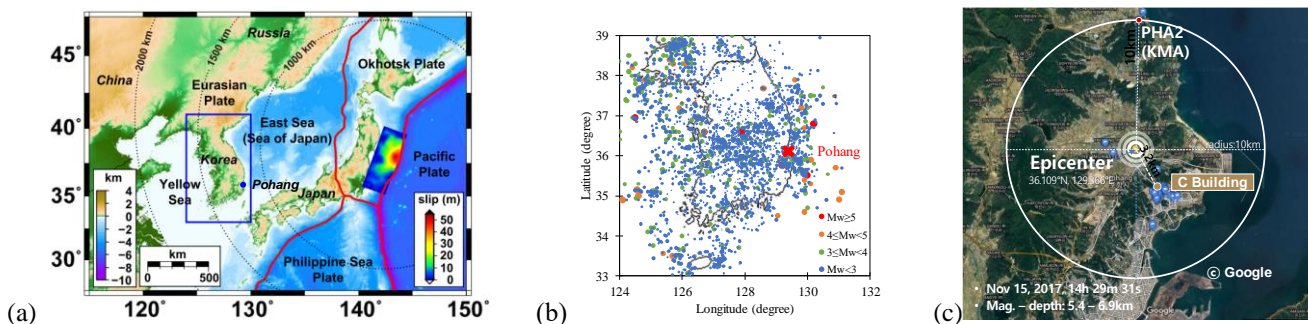 45
40
35
30
120
130
140
150
2000 km
1500 km
1000 km
Russia
China
Okhotsk Plate
Eurasian
Plate
East Sea
(Sea of Japan)
Korea
Pohang
Japan
Pacific
Plate
Yellow
Sea
Philippine Sea
Plate
km
4
2
0
−2
−4
−6
−8
−10
km
0
500
slip (m)
50
40
30
20
10
0
(a)
39
38
37
36
35
34
33
124
126
128
130
132
Latitude (degree)
Longitude (degree)
Pohang
Mw≥5
4≤Mw<5
3≤Mw<4
Mw<3
(b)
PHA2
(KMA)
10km
radius:10km
Epicenter
C Building
© Google
• Nov 15, 2017, 14h 29m 31s
• Mag. – depth: 5.4 – 6.9km
Google
(c)